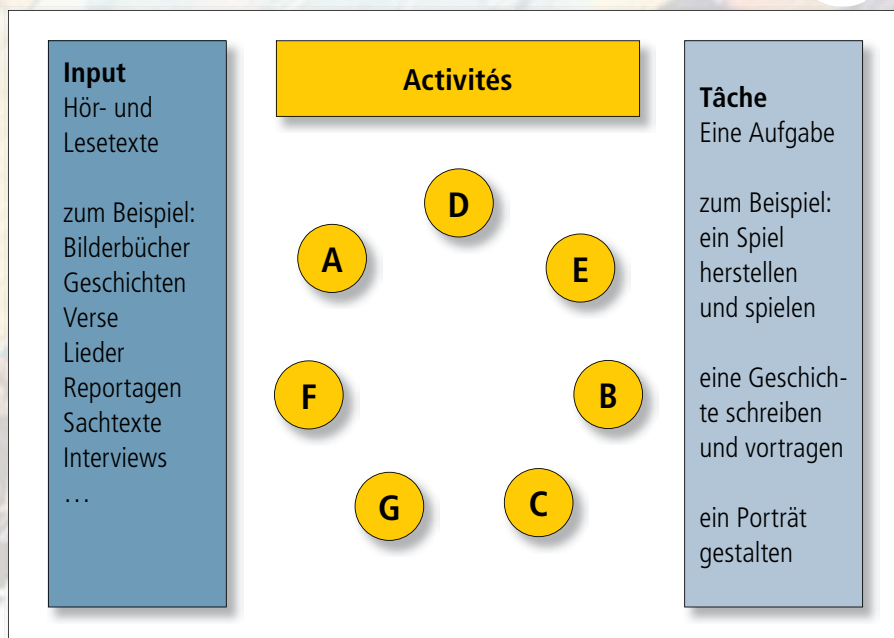 Input
Hör- und
Lesetexte
zum Beispiel:
Bilderbücher
Geschichten
Verse
Lieder
Reportagen
Sachtexte
Interviews
…
Activités
D
A
E
F
B
G
C
Tâche
Eine Aufgabe
zum Beispiel:
ein Spiel
herstellen
und spielen
eine Geschich-
te schreiben
und vortragen
ein Porträt
gestalten